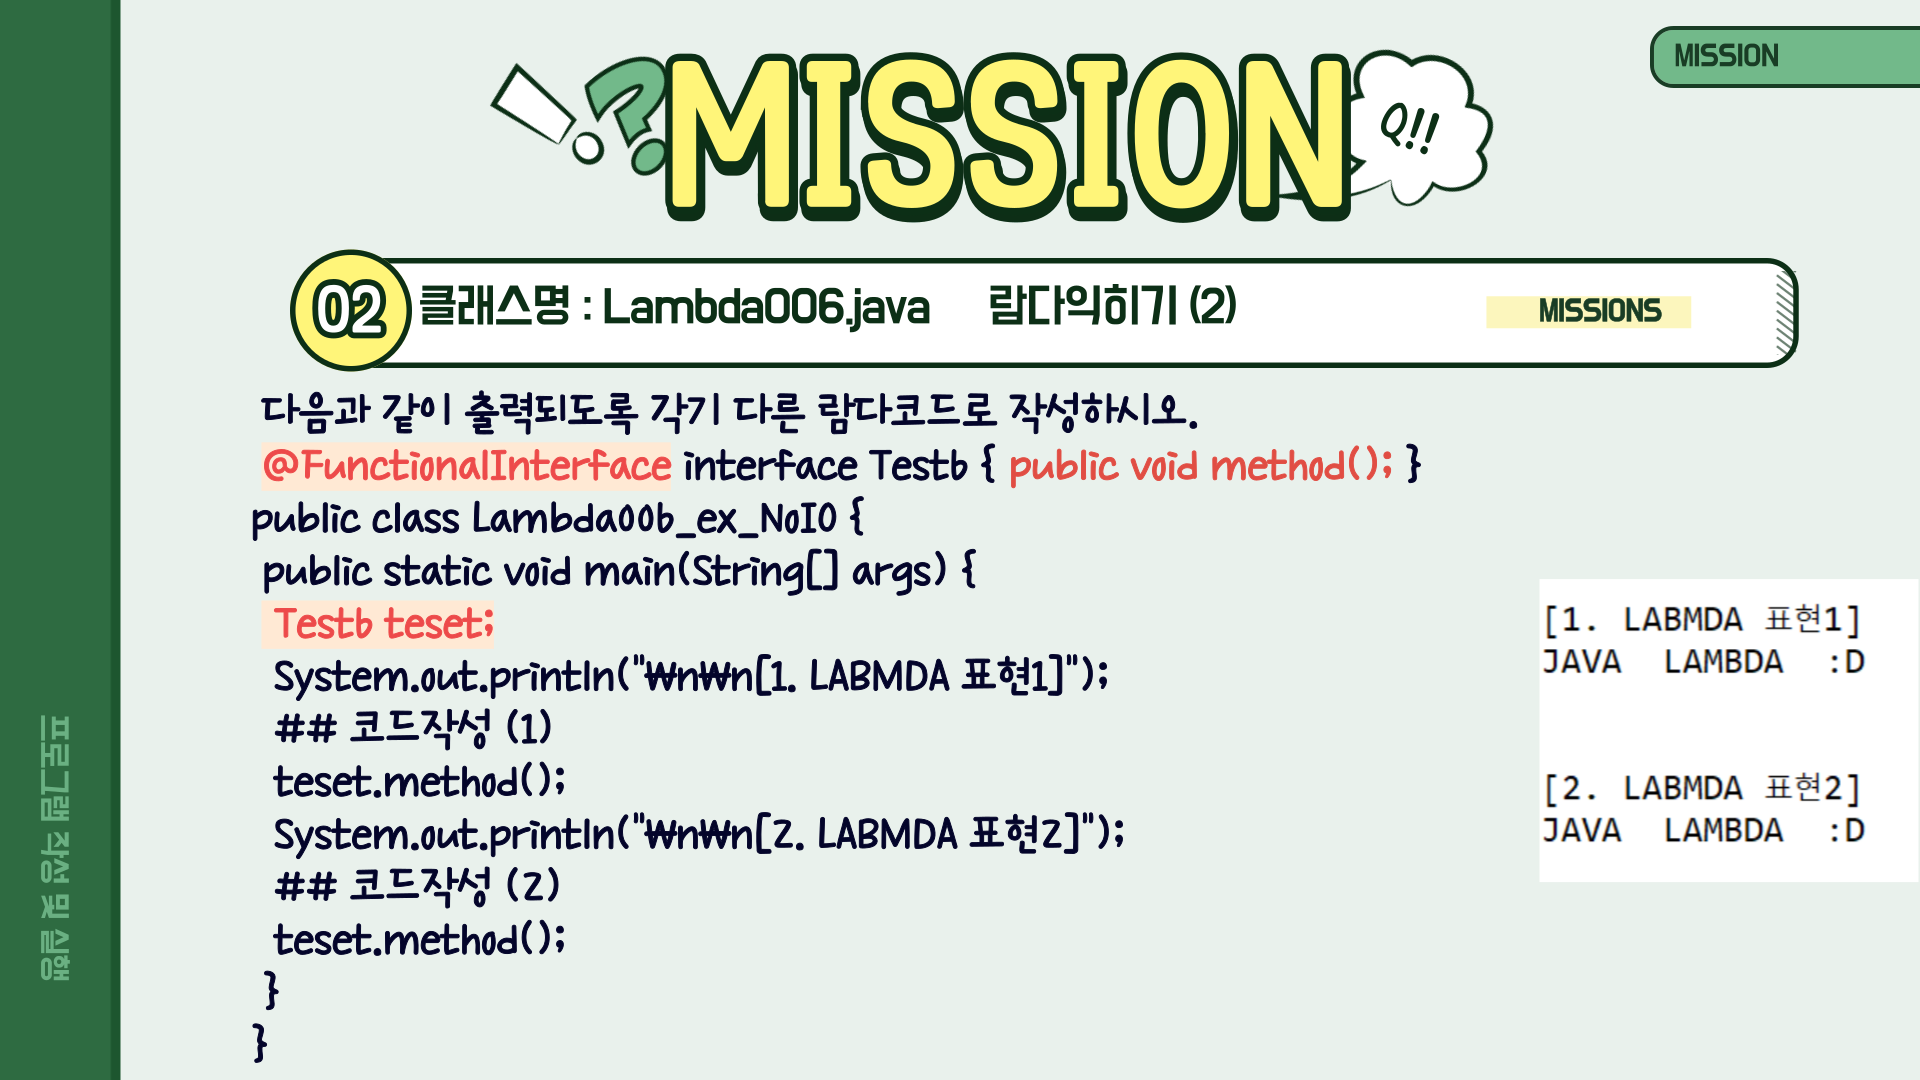 MISSION
MISSION
Q!!
02 클래스명 : Lambda006.java 람다익히기 (2) MISSIONS
다음과 같이 출력되도록 각기 다른 람다코드로 작성하시오.
@FunctionalInterface interface Testb { public void method(); }
public class Lambda00b_ex_NoIO {
public static void main(String[] args) {
Testb teset;
System.out.println("₩n₩n[1. LABMDA 표현1]");
## 코드작성 (1)
teset.method();
System.out.println("₩n₩n[2. LABMDA 표현2]");
## 코드작성 (2)
teset.method();
}
}
[1. LABMDA 표현1]
JAVA LAMBDA :D
[2. LABMDA 표현2]
JAVA LAMBDA :D
프로그램 작성 및 실행